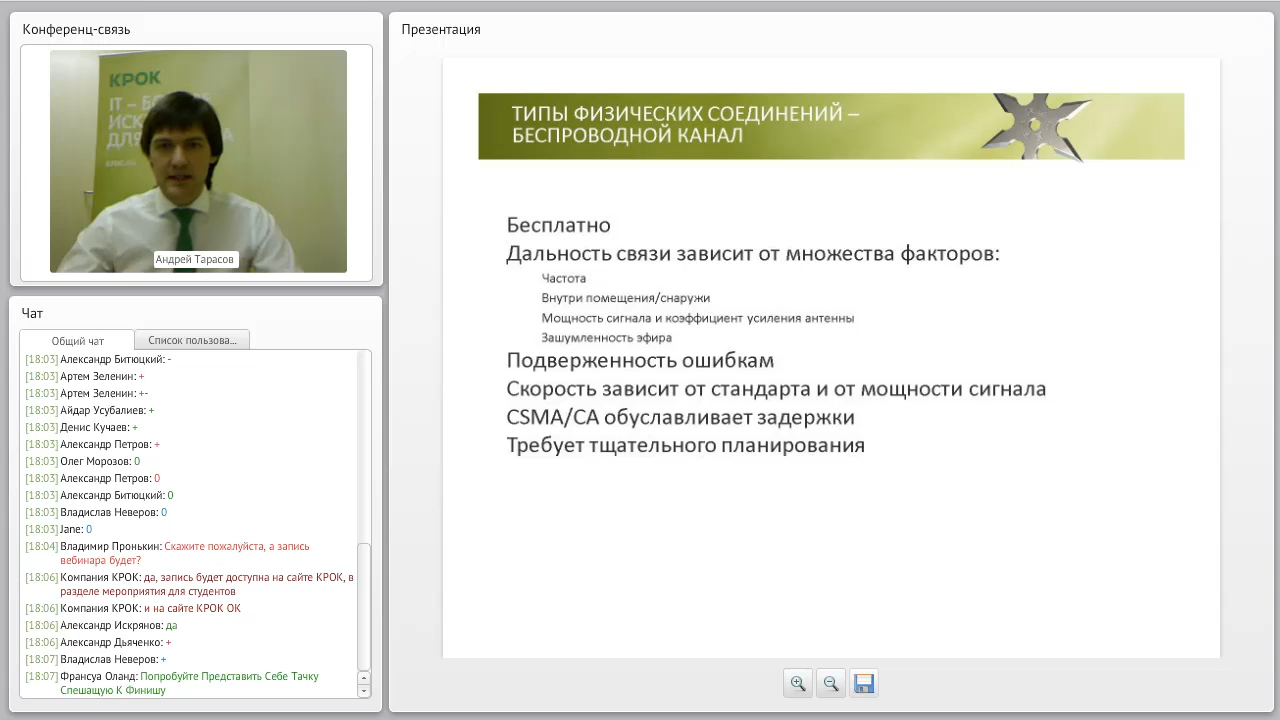 Конференц-связь
КРОК
IT –
ИСК
ДЛЯ
Андрей Тарасов
Чат
Общий чат
Список пользова...
[18:03] Александр Битюцкий: -
[18:03] Артем Зеленин: +
[18:03] Артем Зеленин: +-
[18:03] Айдар Усубалиев: +
[18:03] Денис Кучаев: +
[18:03] Александр Петров: +
[18:03] Олег Морозов: 0
[18:03] Александр Петров: 0
[18:03] Александр Битюцкий: 0
[18:03] Владислав Неверов: 0
[18:03] Jane: 0
[18:04] Владимир Пронькин: Скажите пожалуйста, а запись
вебинара будет?
[18:06] Компания КРОК: да, запись будет доступна на сайте КРОК, в
разделе мероприятия для студентов
[18:06] Компания КРОК: и на сайте КРОК ОК
[18:06] Александр Искрянов: да
[18:06] Александр Дьяченко: +
[18:07] Владислав Неверов: +
[18:07] Франсуа Оланд: Попробуйте Представить Себе Тачку
Спешащую К Финишу
Презентация
ТИПЫ ФИЗИЧЕСКИХ СОЕДИНЕНИЙ –
БЕСПРОВОДНОЙ КАНАЛ
Бесплатно
Дальность связи зависит от множества факторов:
Частота
Внутри помещения/снаружи
Мощность сигнала и коэффициент усиления антенны
Зашумленность эфира
Подверженность ошибкам
Скорость зависит от стандарта и от мощности сигнала
CSMA/CA обуславливает задержки
Требует тщательного планирования